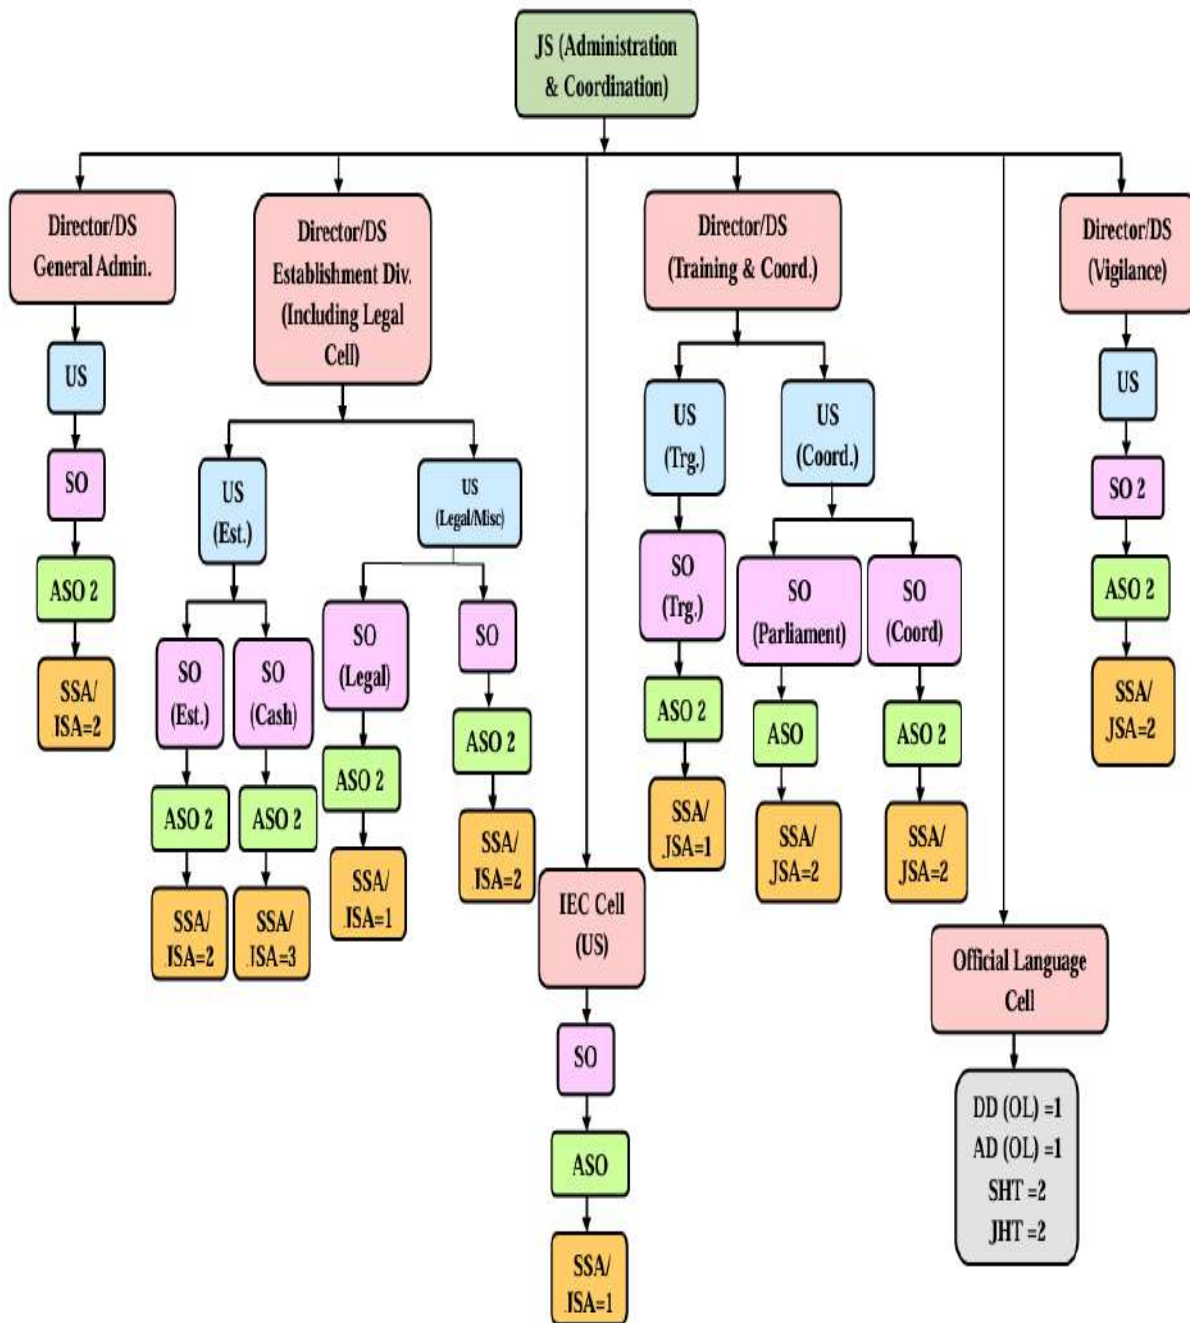 JS (Administration
& Coordination)
Director/DS
General Admin.
US
SO
ASO 2
SSA/
JSA=2
Director/DS
Establishment Div.
(Including Legal
Cell)
US
(Est.)
SO
(Est.)
ASO 2
SSA/
JSA=2
SO
(Cash)
ASO 2
SSA/
JSA=3
US
(Legal/Misc)
SO
(Legal)
ASO 2
SSA/
JSA=1
SO
ASO 2
SSA/
JSA=2
IEC Cell
(US)
SO
ASO
SSA/
JSA=1
Director/DS
(Training & Coord.)
US
(Trg.)
SO
(Trg.)
ASO 2
SSA/
JSA=1
US
(Coord.)
SO
(Parliament)
ASO
SSA/
JSA=2
SO
(Coord)
ASO 2
SSA/
JSA=2
Official Language
Cell
DD (OL) =1
AD (OL) =1
SHT =2
JHT =2
Director/DS
(Vigilance)
US
SO 2
ASO 2
SSA/
JSA=2